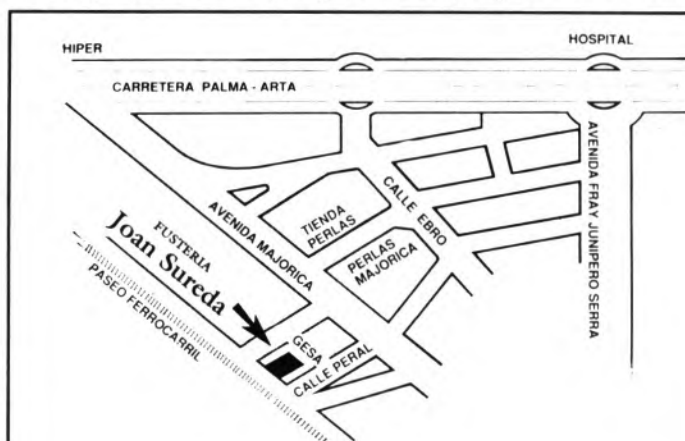 HIPER
HOSPITAL
CARRETERA PALMA - ARTA
AVENIDA FRAY JUNIPERO SERRA
CALLE EBRO
AVENIDA MAJORICA
TIENDA
PERLAS
PERLAS
MAJORICA
FUSTERIA
Joan Sureda
PASEO FERROCARRIL
GESA
CALLE PERAL